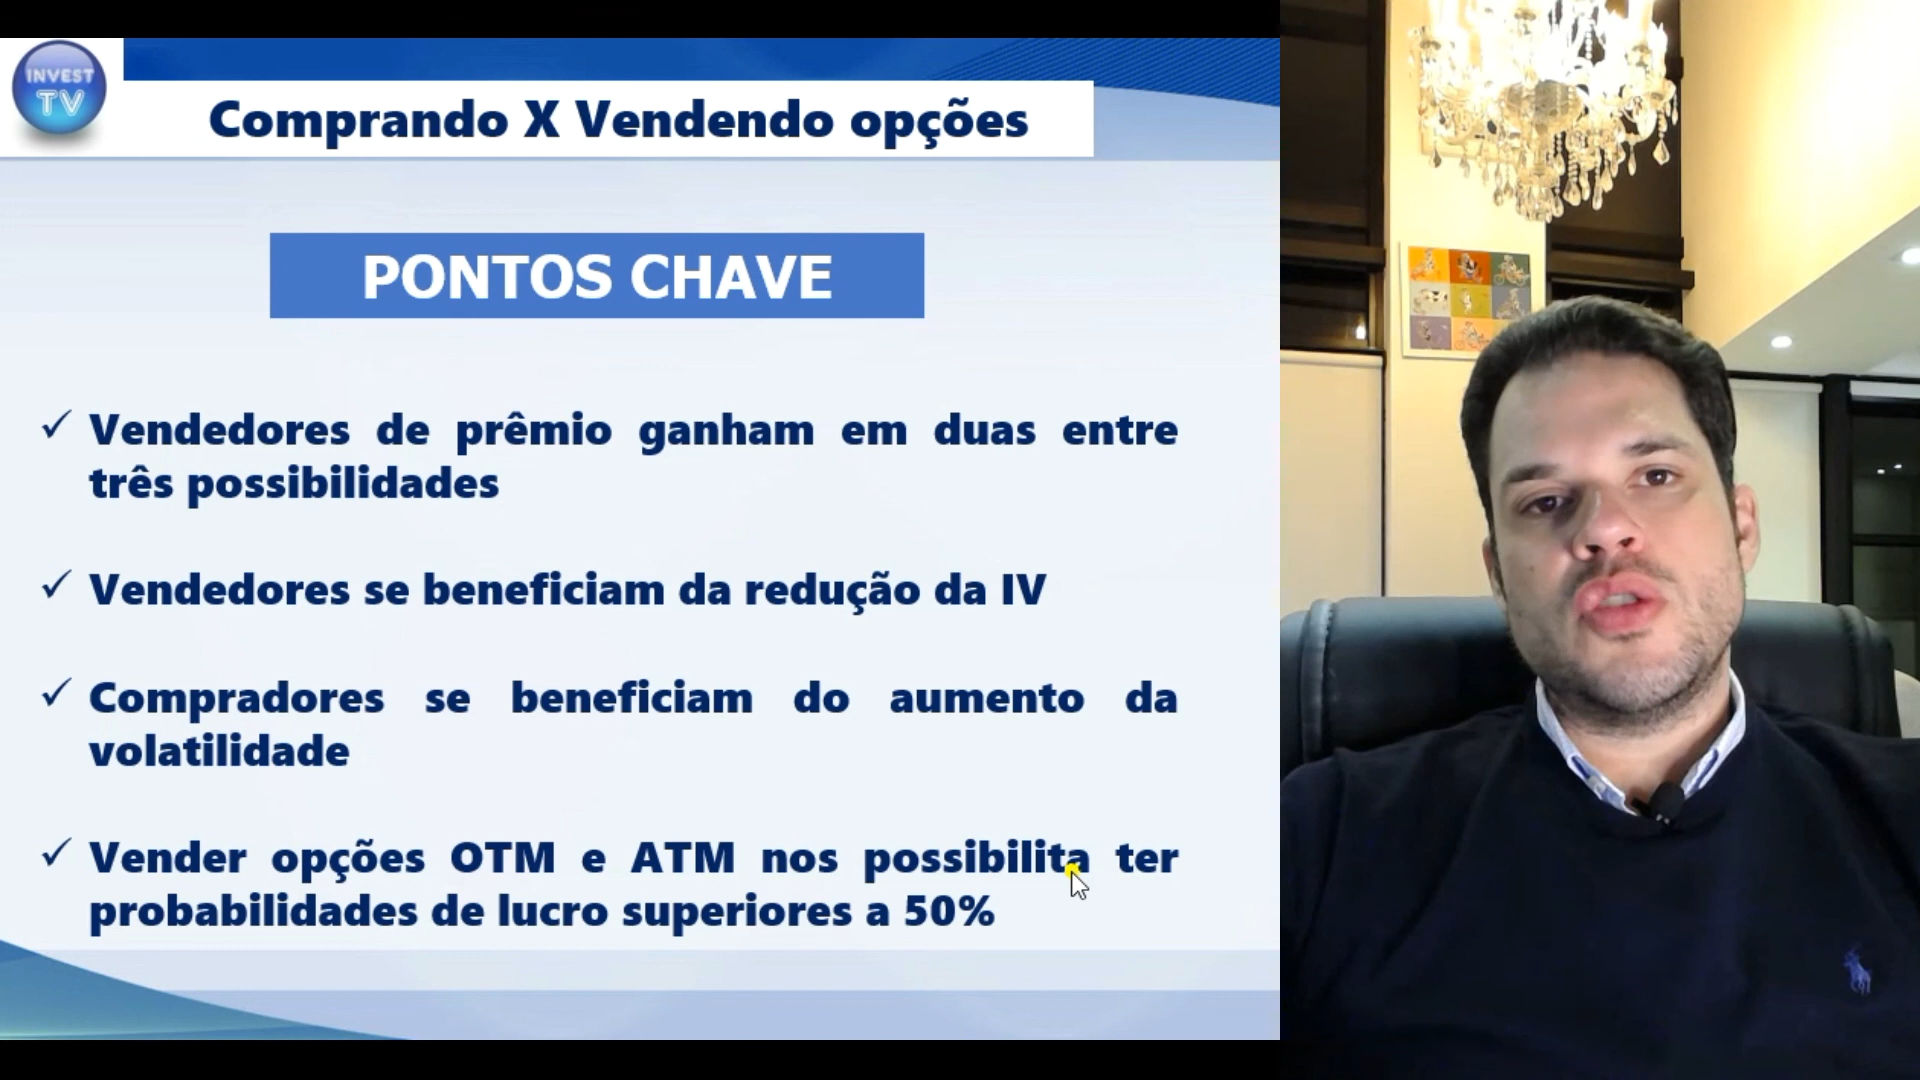 INVEST
TV
Comprando X Vendendo opções
PONTOS CHAVE
✓ Vendedores de prêmio ganham em duas entre
três possibilidades
✓ Vendedores se beneficiam da redução da IV
✓ Compradores se beneficiam do aumento da
volatilidade
✓ Vender opções OTM e ATM nos possibilita ter
probabilidades de lucro superiores a 50%